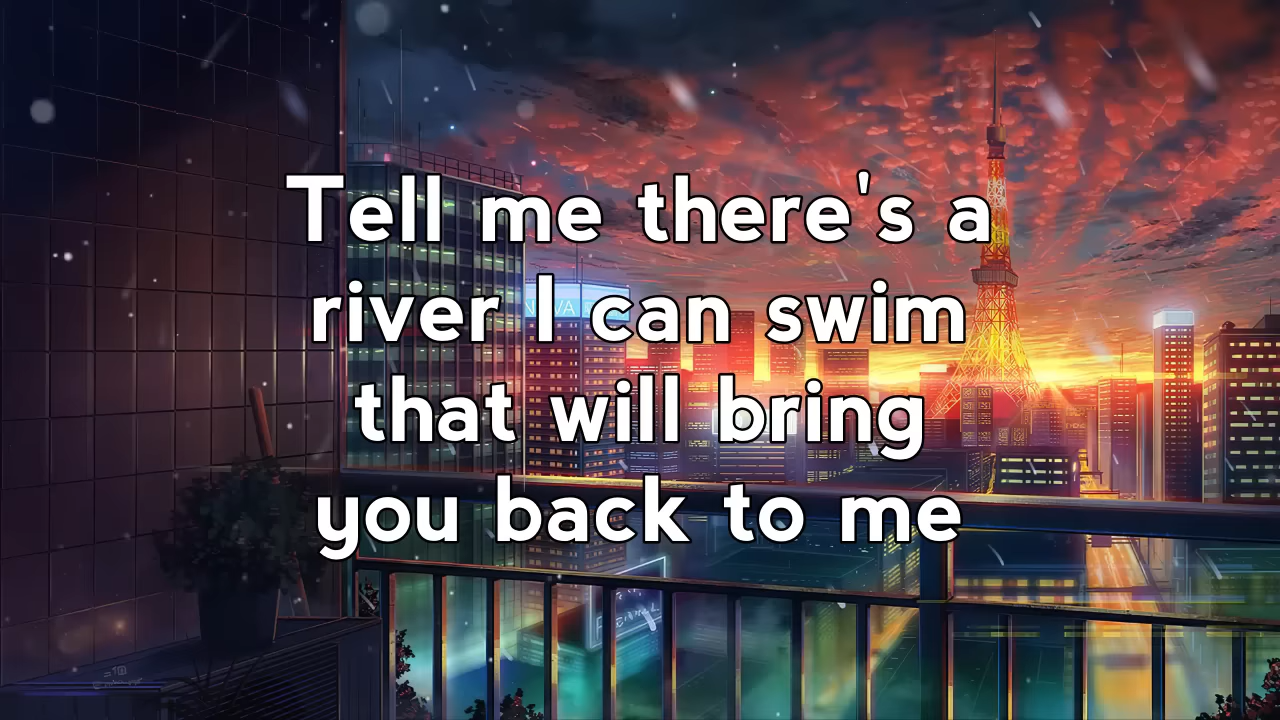 Tell me there's a
river I can swim
that will bring
you back to me